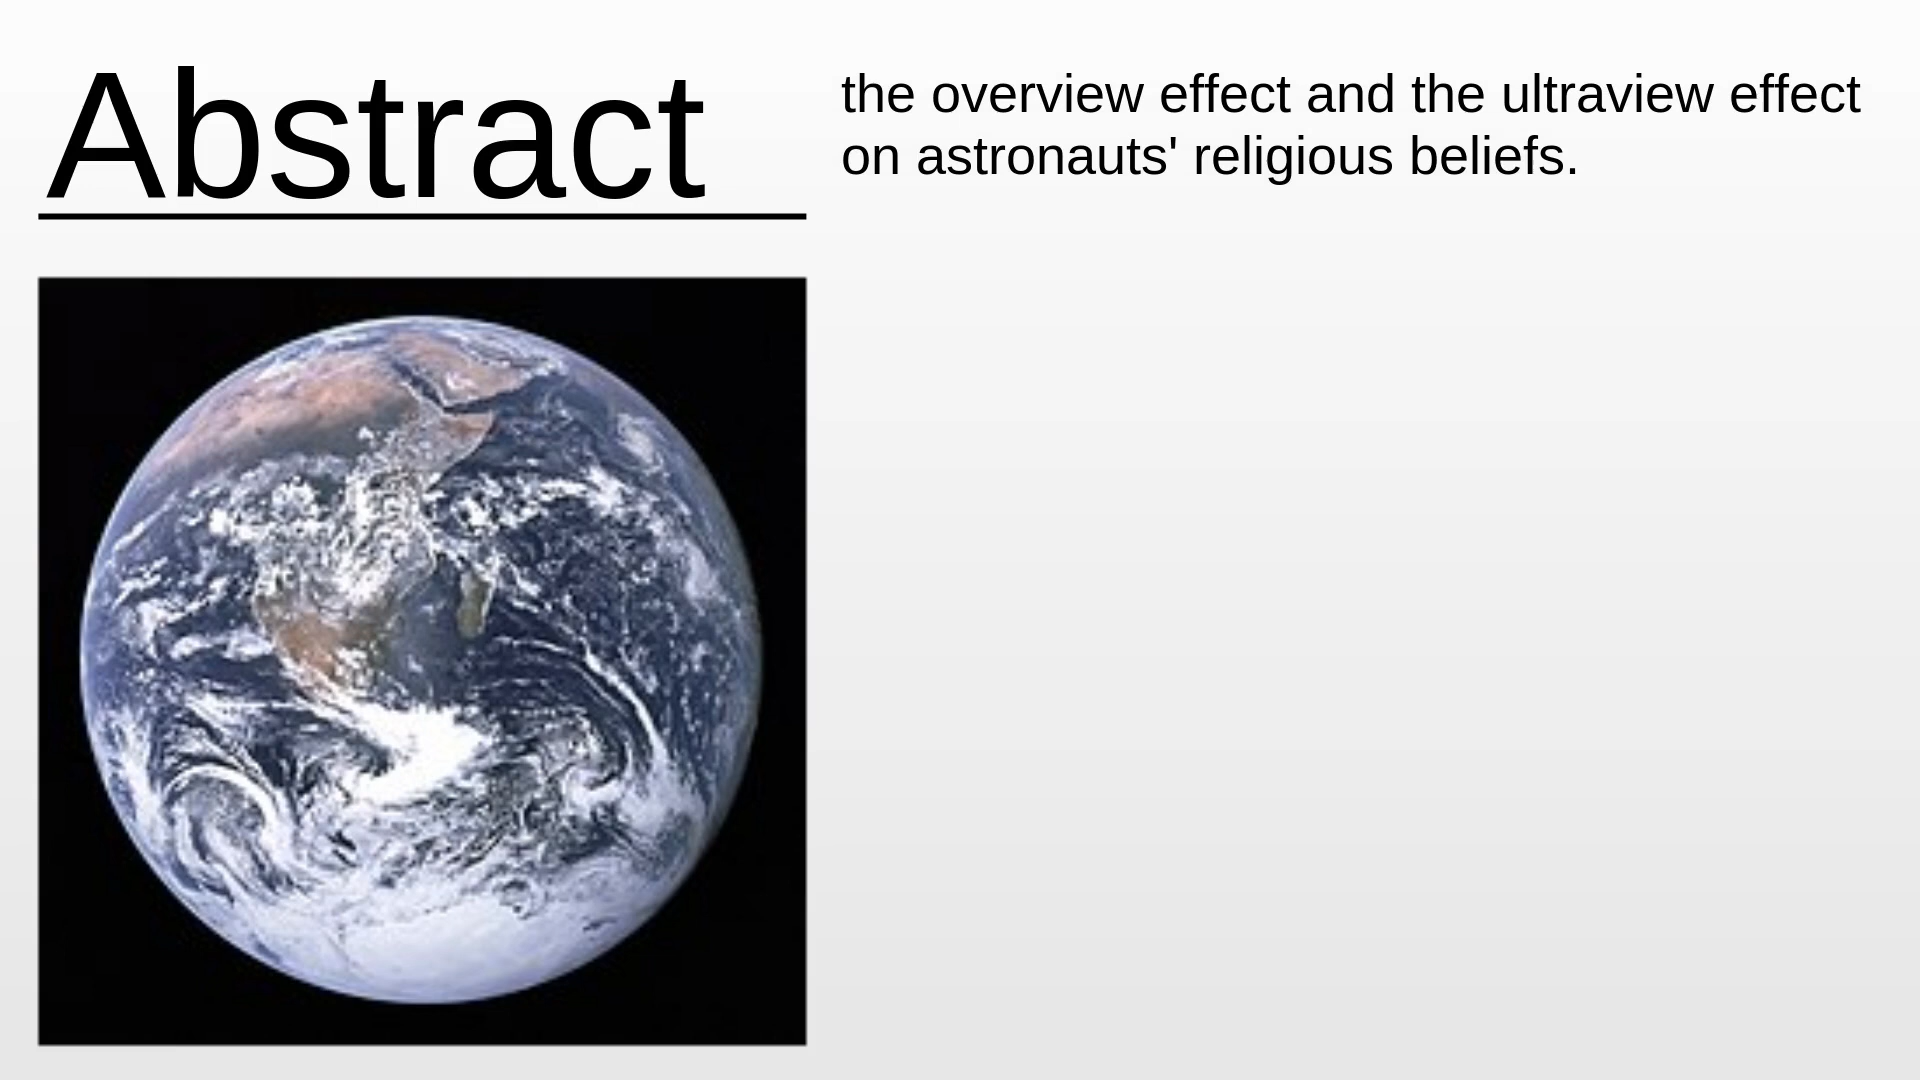 Abstract
the overview effect and the ultraview effect
on astronauts' religious beliefs.